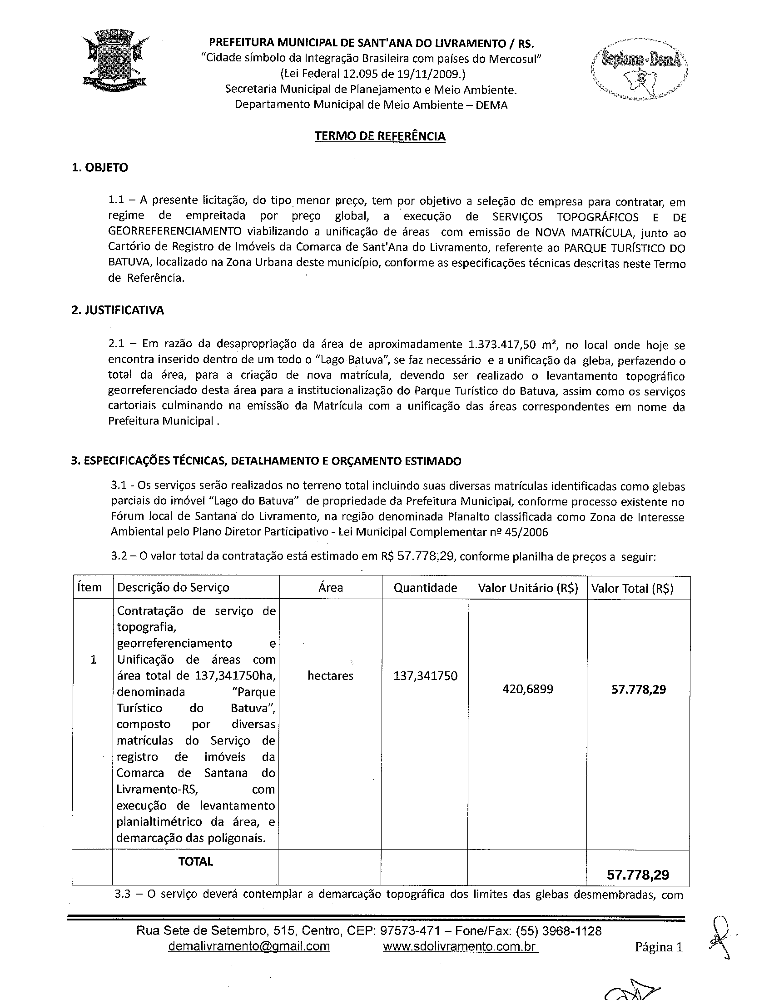 PREFEITURA MUNICIPAL DE SANT'ANA DO LIVRAMENTO / RS.
"Cidade símbolo da Integração Brasileira com países do Mercosul"
(Lei Federal 12.095 de 19/11/2009.)
Secretaria Municipal de Planejamento e Meio Ambiente.
Departamento Municipal de Meio Ambiente – DEMA
Seplama - DemA
TERMO DE REFERÊNCIA
1. OBJETO
1.1 – A presente licitação, do tipo menor preço, tem por objetivo a seleção de empresa para contratar, em
regime de empreitada por preço global, a execução de SERVIÇOS TOPOGRÁFICOS E DE
GEORREFERENCIAMENTO viabilizando a unificação de áreas com emissão de NOVA MATRÍCULA, junto ao
Cartório de Registro de Imóveis da Comarca de Sant'Ana do Livramento, referente ao PARQUE TURÍSTICO DO
BATUVA, localizado na Zona Urbana deste município, conforme as especificações técnicas descritas neste Termo
de Referência.
2. JUSTIFICATIVA
2.1 – Em razão da desapropriação da área de aproximadamente 1.373.417,50 m², no local onde hoje se
encontra inserido dentro de um todo o "Lago Batuva", se faz necessário e a unificação da gleba, perfazendo o
total da área, para a criação de nova matrícula, devendo ser realizado o levantamento topográfico
georreferenciado desta área para a institucionalização do Parque Turístico do Batuva, assim como os serviços
cartoriais culminando na emissão da Matrícula com a unificação das áreas correspondentes em nome da
Prefeitura Municipal .
3. ESPECIFICAÇÕES TÉCNICAS, DETALHAMENTO E ORÇAMENTO ESTIMADO
3.1 - Os serviços serão realizados no terreno total incluindo suas diversas matrículas identificadas como glebas
parciais do imóvel "Lago do Batuva" de propriedade da Prefeitura Municipal, conforme processo existente no
Fórum local de Santana do Livramento, na região denominada Planalto classificada como Zona de Interesse
Ambiental pelo Plano Diretor Participativo - Lei Municipal Complementar nº 45/2006
3.2 – O valor total da contratação está estimado em R$ 57.778,29, conforme planilha de preços a seguir:
Ítem Descrição do Serviço Área Quantidade Valor Unitário (R$) Valor Total (R$)
Contratação de serviço de
topografia,
georreferenciamento e
1 Unificação de áreas com
área total de 137,341750ha, hectares 137,341750
denominada "Parque 420,6899 57.778,29
Turístico do Batuva",
composto por diversas
matrículas do Serviço de
registro de imóveis da
Comarca de Santana do
Livramento-RS, com
execução de levantamento
planialtimétrico da área, e
demarcação das poligonais.
TOTAL
57.778,29
3.3 – O serviço deverá contemplar a demarcação topográfica dos limites das glebas desmembradas, com
Rua Sete de Setembro, 515, Centro, CEP: 97573-471 – Fone/Fax: (55) 3968-1128
demalivramento@gmail.com www.sdolivramento.com.br Página 1